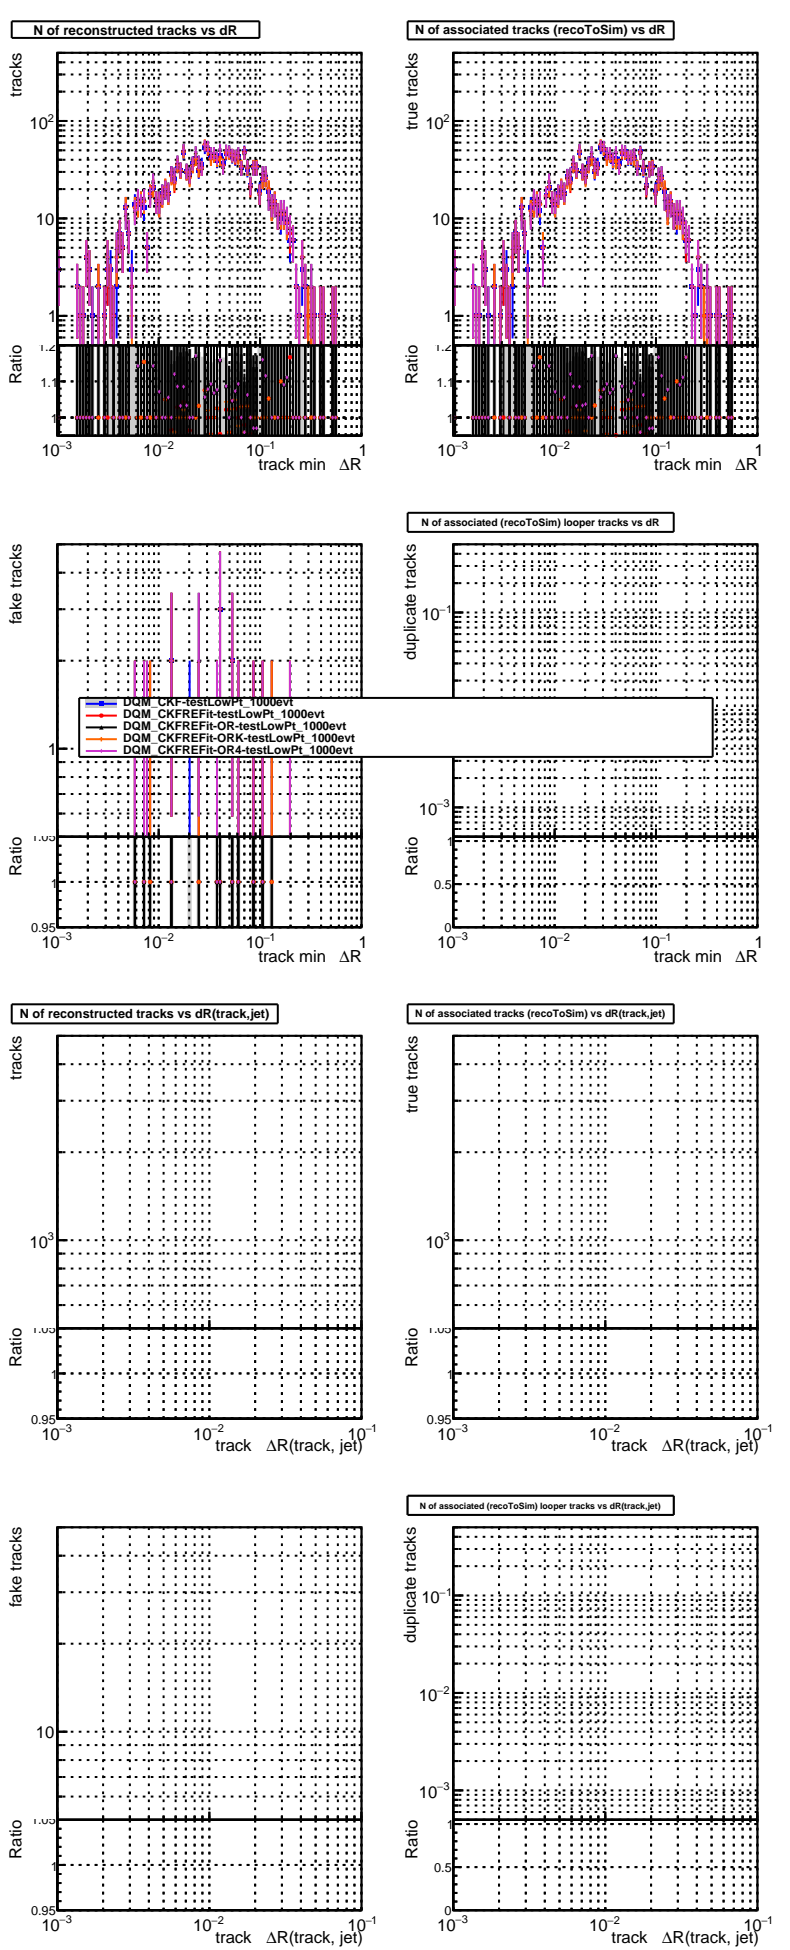 N of reconstructed tracks vs dR
N of associated tracks (recoToSim) vs dR
tracks
10²
10
1
Ratio
1.2
1.1
1
10⁻³
10⁻²
10⁻¹
1
track min ΔR
true tracks
10²
10
1
Ratio
1.2
1.1
1
10⁻³
10⁻²
10⁻¹
1
track min ΔR
N of associated (recoToSim) looper tracks vs dR
fake tracks
1
Ratio
1.05
1
0.95
10⁻³
10⁻²
10⁻¹
1
track min ΔR
duplicate tracks
10⁻¹
10⁻³
Ratio
1
0.5
0
10⁻³
10⁻²
10⁻¹
1
track min ΔR
DQM_CKF-testLowPt_1000evt
DQM_CKFREFit-testLowPt_1000evt
DQM_CKFREFit-OR-testLowPt_1000evt
DQM_CKFREFit-ORK-testLowPt_1000evt
DQM_CKFREFit-OR4-testLowPt_1000evt
N of reconstructed tracks vs dR(track,jet)
N of associated tracks (recoToSim) vs dR(track,jet)
tracks
10³
Ratio
1.05
1
0.95
10⁻³
10⁻²
10⁻¹
track ΔR(track, jet)
true tracks
10³
Ratio
1.05
1
0.95
10⁻³
10⁻²
10⁻¹
track ΔR(track, jet)
N of associated (recoToSim) looper tracks vs dR(track,jet)
fake tracks
10
Ratio
1.05
1
0.95
10⁻³
10⁻²
10⁻¹
track ΔR(track, jet)
duplicate tracks
10⁻¹
10⁻²
10⁻³
Ratio
1
0.5
0
10⁻³
10⁻²
10⁻¹
track ΔR(track, jet)